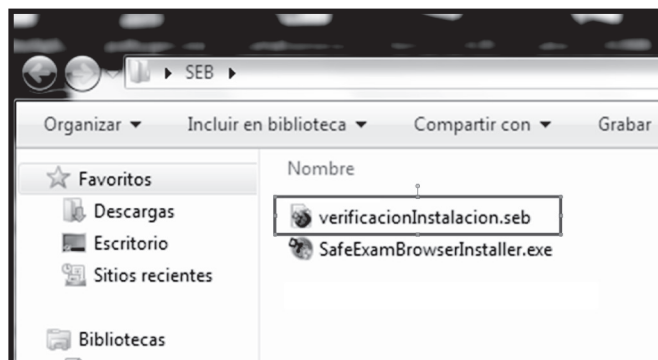 SEB
Organizar
Incluir en biblioteca
Compartir con
Grabar
Favoritos
Descargas
Escritorio
Sitios recientes
Bibliotecas
Nombre
verificacionInstalacion.seb
SafeExamBrowserInstaller.exe